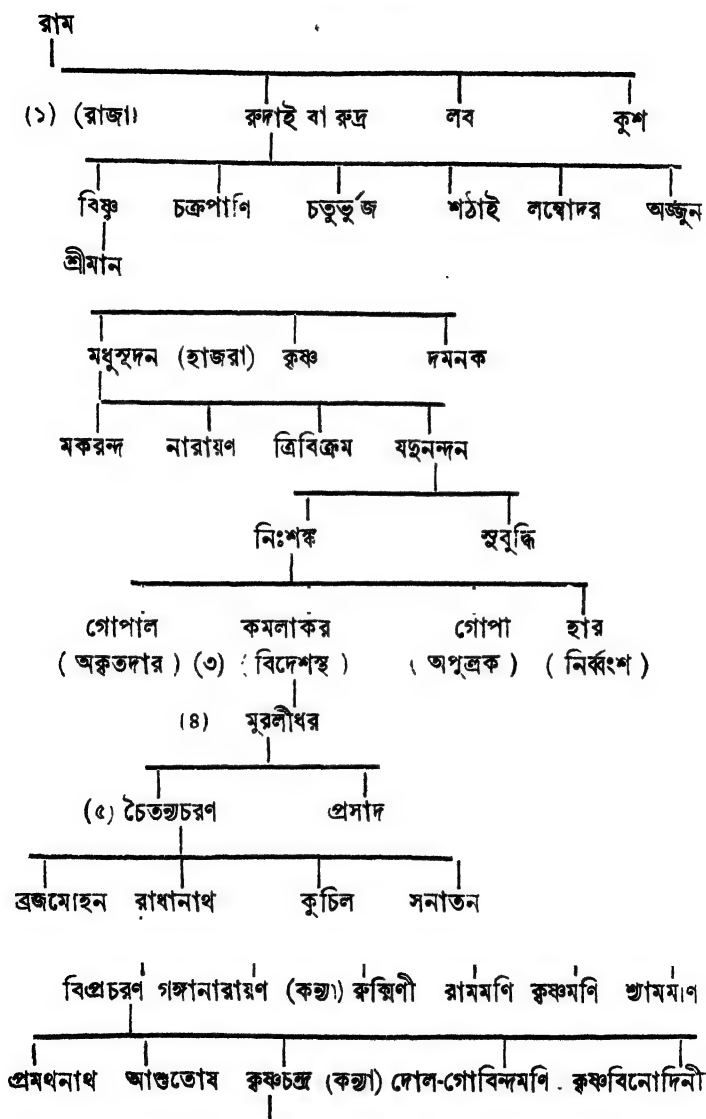 রাম
(১) (রাজা) রুদাই বা রুদ্র লব কুশ
বিষ্ণু চক্রপাণি চতুর্ভুজ শঠাই লম্বোদর অর্জ্জুন
শ্রীমান
মধুসূদন (হাজরা) কৃষ্ণ দমনক
মকরন্দ নারায়ণ ত্রিবিক্রম যদুনন্দন
নিঃশঙ্ক সুবুদ্ধি
গোপাল কমলাকর গোপা হার
( অকৃতদার ) (৩) ( বিদেশস্থ ) ( অপুত্রক ) ( নির্ব্বংশ )
(৪) মুরলীধর
(৫) চৈতন্যচরণ প্রসাদ
ব্রজমোহন রাধানাথ কুচিল সনাতন
বিপ্রচরণ গঙ্গানারায়ণ (কন্যা) রুক্মিণী রামমণি কৃষ্ণমণি শ্যামমণি
প্রমথনাথ আশুতোষ কৃষ্ণচন্দ্র (কন্যা) দোল-গোবিন্দমণি . কৃষ্ণবিনোদিনী